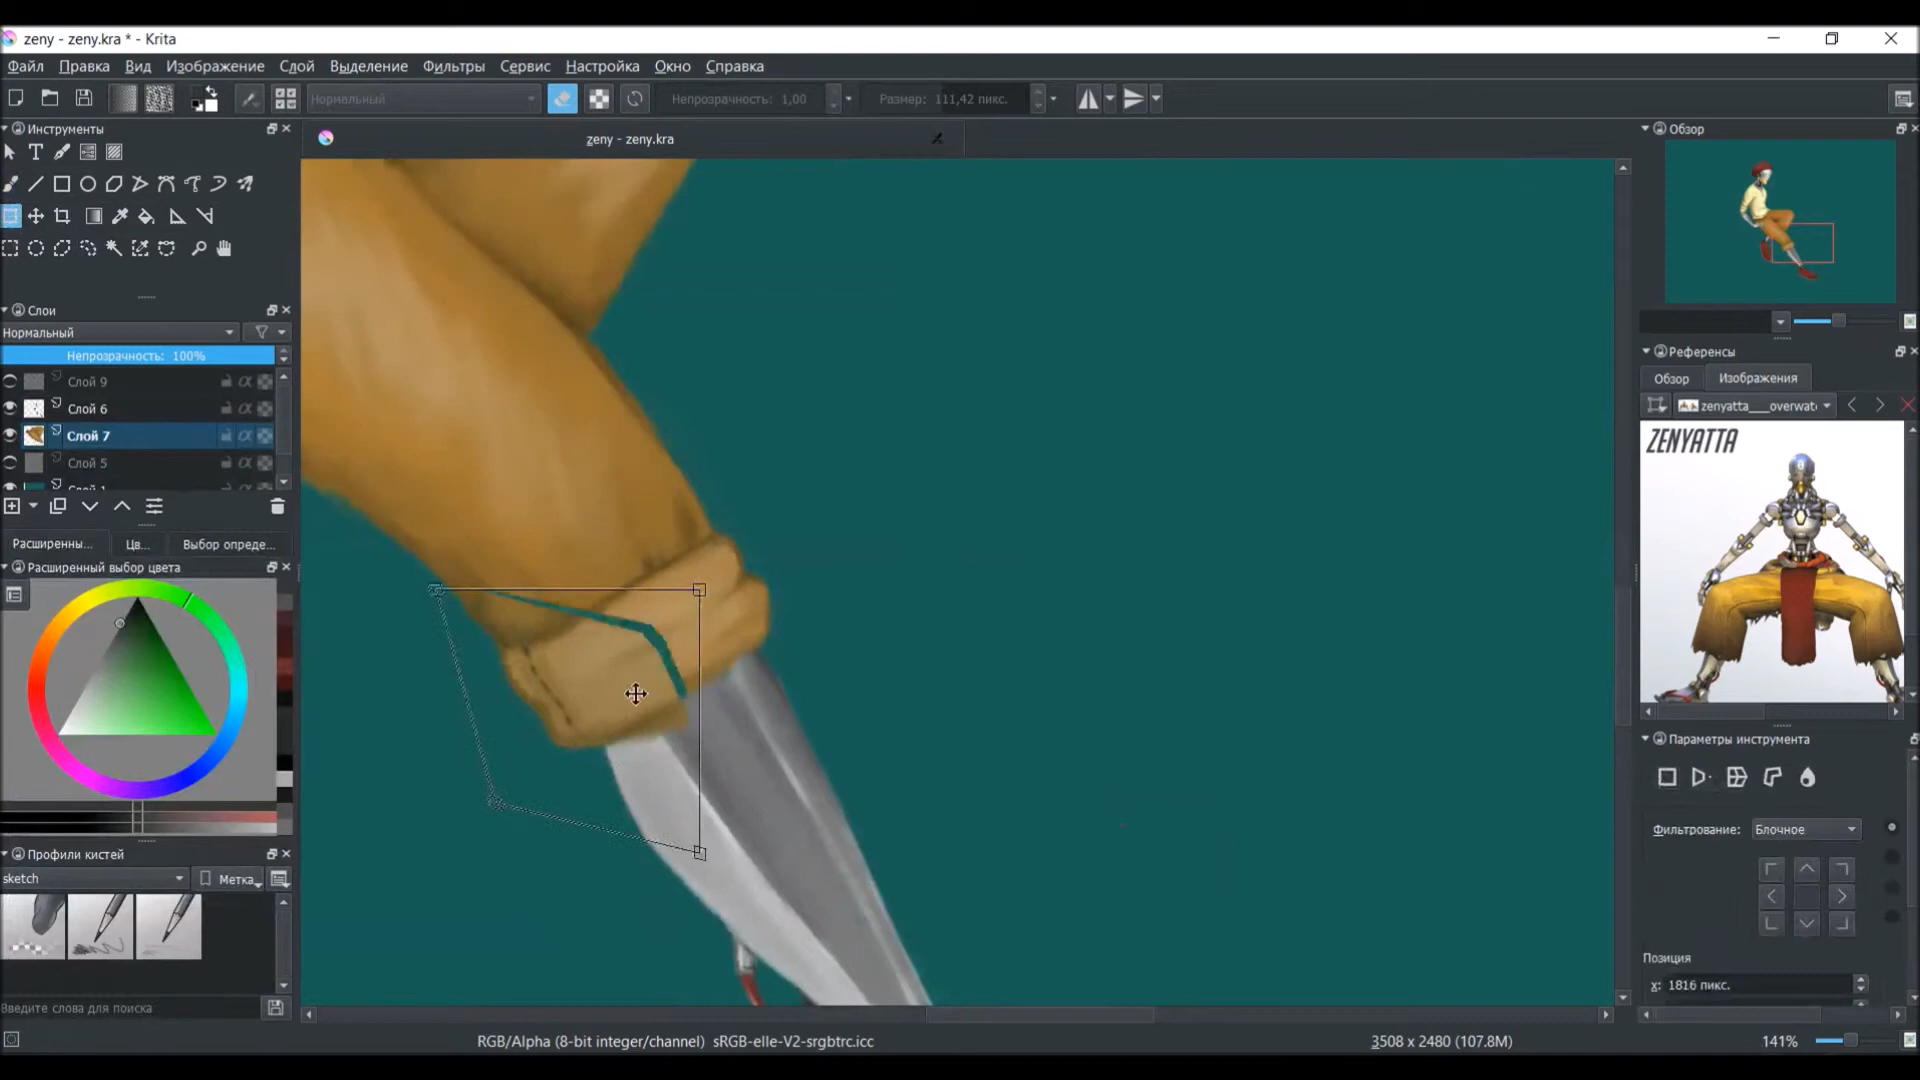 zeny - zeny.kra * - Krita
Файл Правка Вид Изображение Слой Выделение Фильтры Сервис Настройка Окно Справка
Нормальный Непрозрачность: 1,00 Размер: 111,42 пикс.
Инструменты
zeny - zeny.kra
Обзор
Слои
Нормальный
Непрозрачность: 100%
Слой 9
Слой 6
Слой 7
Слой 5
Расширенны... Цв... Выбор опреде...
Расширенный выбор цвета
Профили кистей
sketch Метка
Введите слова для поиска
Референсы
Обзор Изображения
zenyatta___overwat
ZENYATTA
Параметры инструмента
Фильтрование: Блочное
Позиция
x: 1816 пикс.
RGB/Alpha (8-bit integer/channel) sRGB-elle-V2-srgbtrc.icc 3508 x 2480 (107.8M) 141%